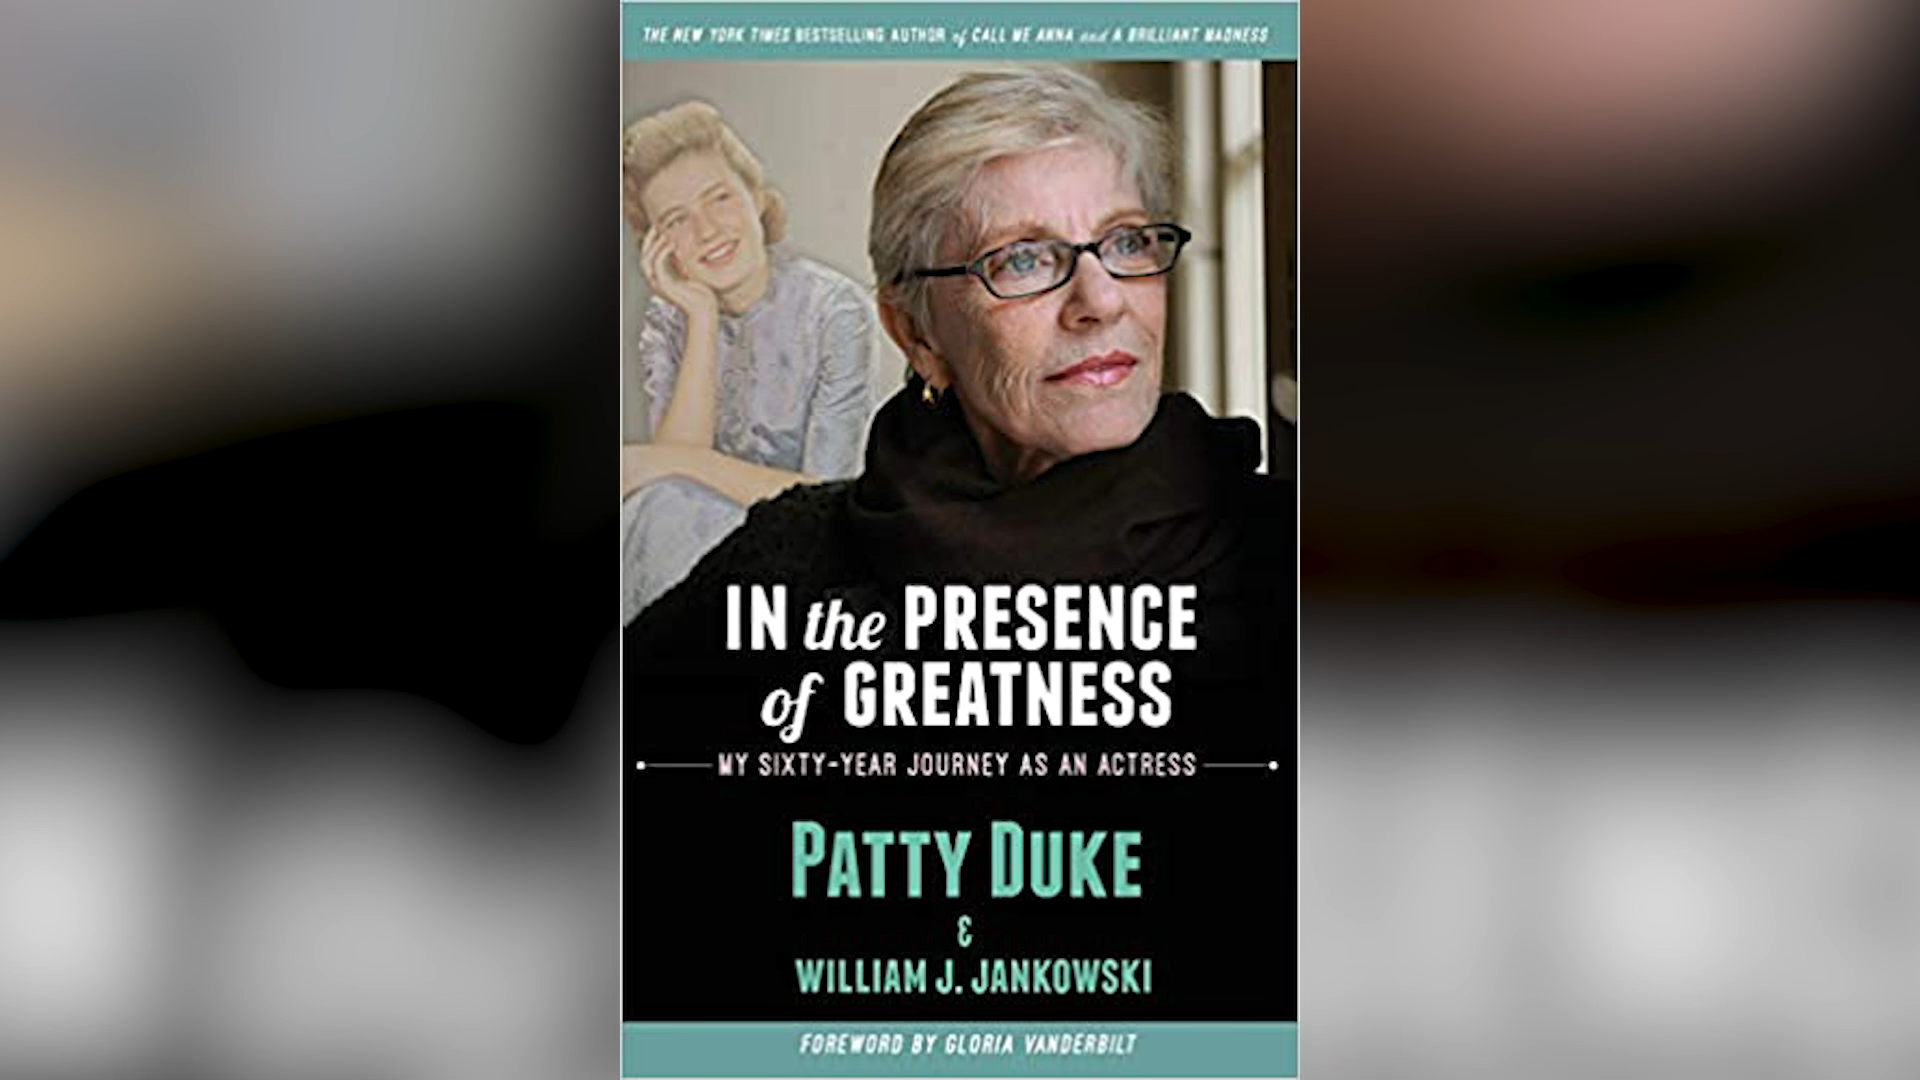 THE NEW YORK TIMES BESTSELLING AUTHOR of CALL ME ANNA and A BRILLIANT MADNESS
IN the PRESENCE
of GREATNESS
MY SIXTY-YEAR JOURNEY AS AN ACTRESS
PATTY DUKE
&
WILLIAM J. JANKOWSKI
FOREWORD BY GLORIA VANDERBILT